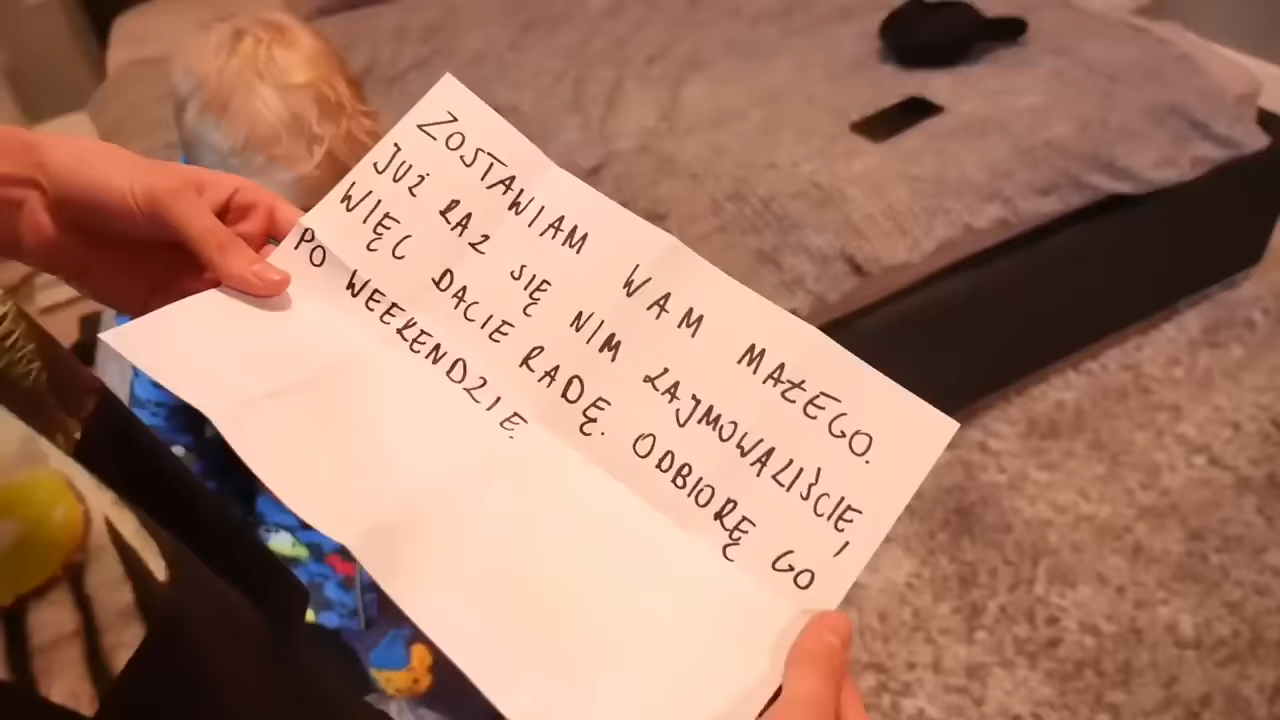 ZOSTAWIAM WAM MAŁEGO.
JUŻ RAZ SIĘ NIM ZAJMOWALIŚCIE,
WIĘC DACIE RADĘ. ODBIORĘ GO
PO WEEKENDZIE.